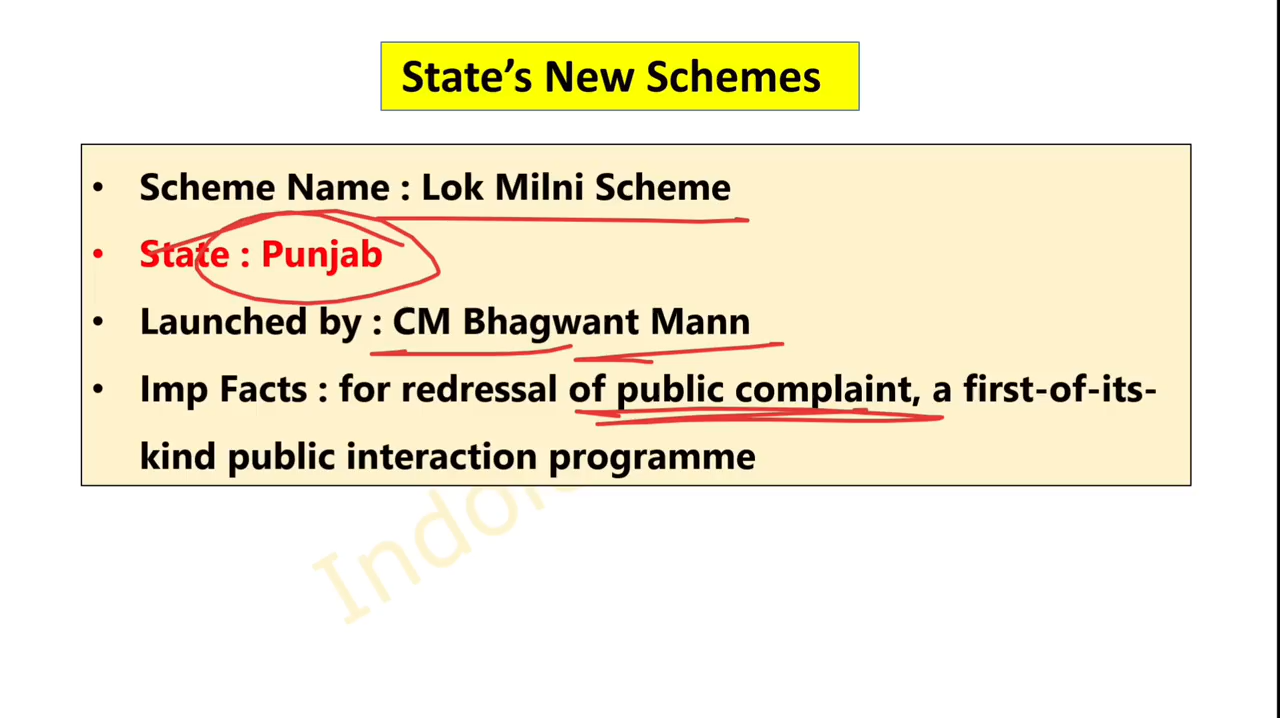 State's New Schemes
• Scheme Name : Lok Milni Scheme
• State : Punjab
• Launched by : CM Bhagwant Mann
• Imp Facts : for redressal of public complaint, a first-of-its-
kind public interaction programme